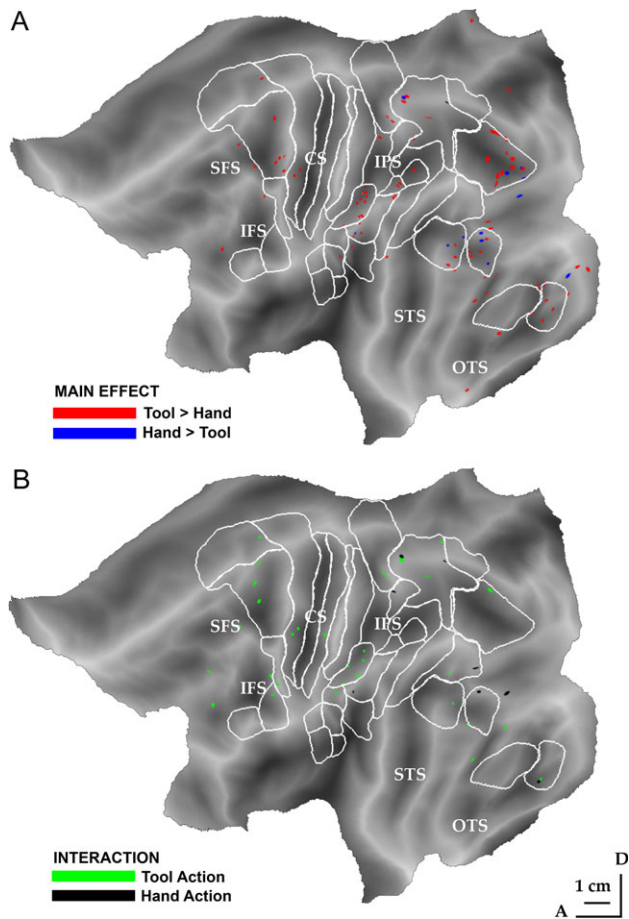 A
SFS
CS
IPS
IFS
STS
OTS
MAIN EFFECT
Tool > Hand
Hand > Tool
B
SFS
CS
IPS
IFS
STS
OTS
INTERACTION
Tool Action
Hand Action
D
1 cm
A